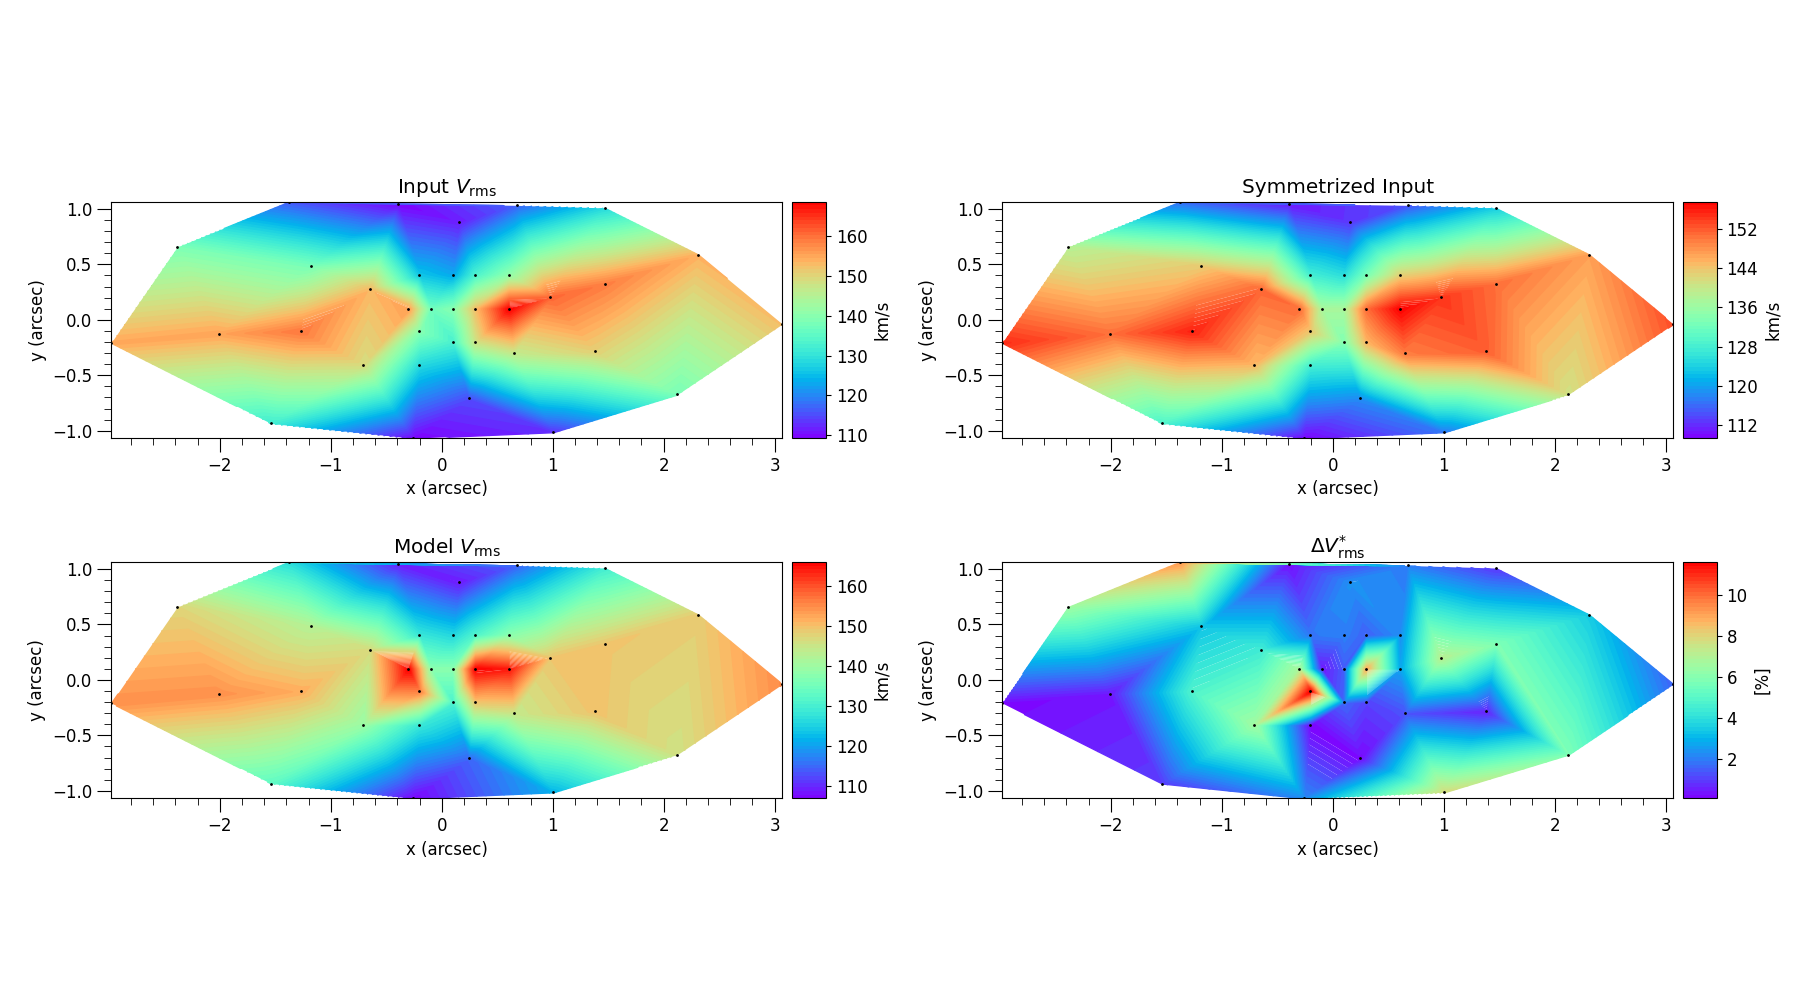 Input V_rms
1.0
0.5
0.0
−0.5
−1.0
y (arcsec)
−2 −1 0 1 2 3
x (arcsec)
160
150
140
130
120
110
km/s
Symmetrized Input
1.0
0.5
0.0
−0.5
−1.0
y (arcsec)
−2 −1 0 1 2 3
x (arcsec)
152
144
136
128
120
112
km/s
Model V_rms
1.0
0.5
0.0
−0.5
−1.0
y (arcsec)
−2 −1 0 1 2 3
x (arcsec)
160
150
140
130
120
110
km/s
ΔV*_rms
1.0
0.5
0.0
−0.5
−1.0
y (arcsec)
−2 −1 0 1 2 3
x (arcsec)
10
8
6
4
2
[%]